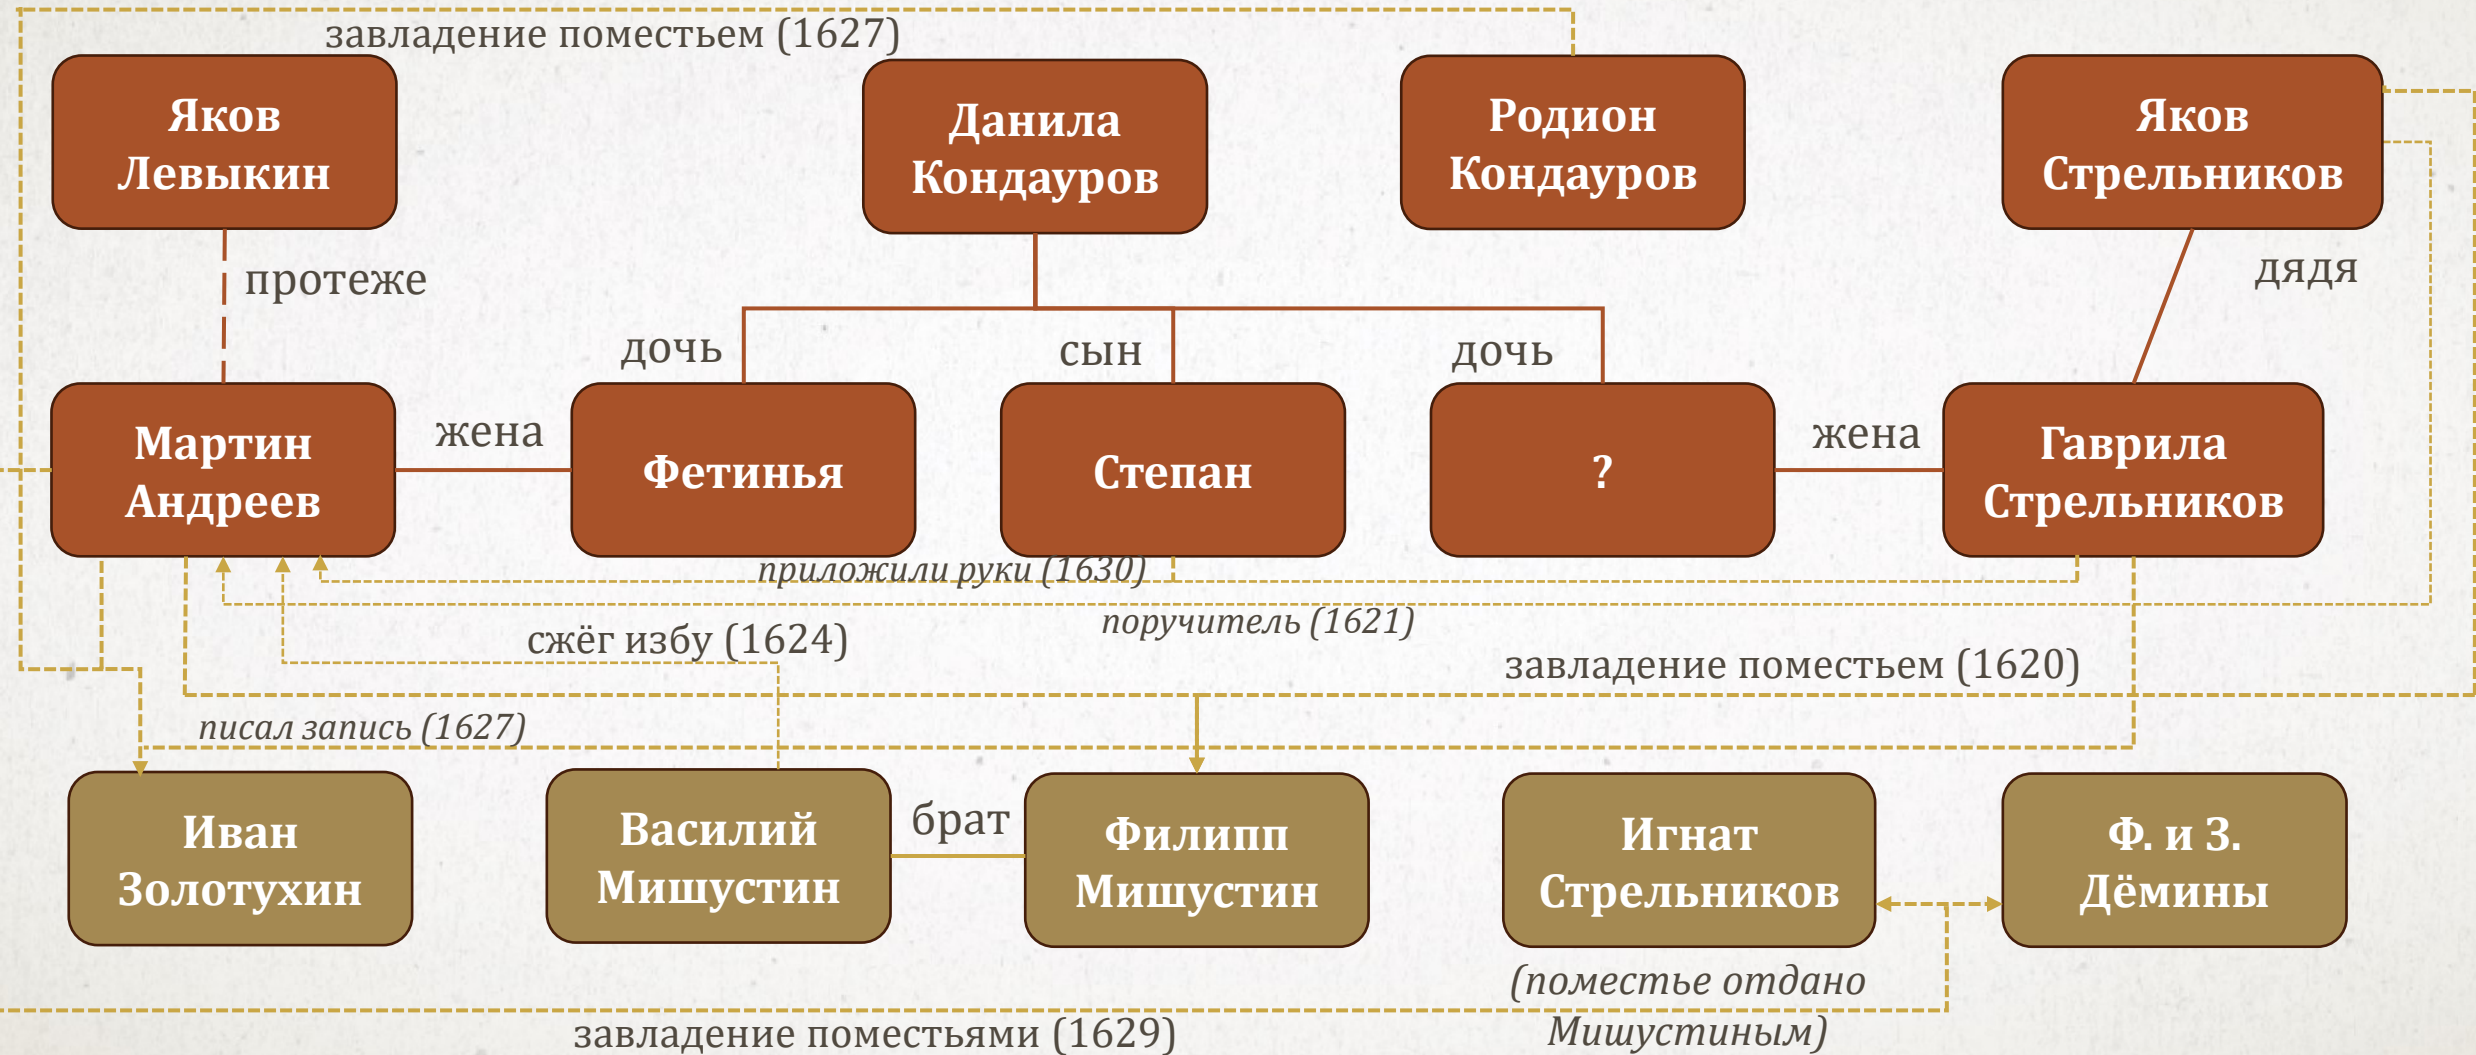 завладение поместьем (1627)
Яков
Левыкин
Данила
Кондауров
Родион
Кондауров
Яков
Стрельников
протеже
дядя
дочь
сын
дочь
Мартин
Андреев
жена
Фетинья
Степан
?
жена
Гаврила
Стрельников
приложили руки (1630)
поручитель (1621)
сжёг избу (1624)
завладение поместьем (1620)
писал запись (1627)
Иван
Золотухин
Василий
Мишустин
брат
Филипп
Мишустин
Игнат
Стрельников
Ф. и З.
Дёмины
(поместье отдано
Мишустиным)
завладение поместьями (1629)